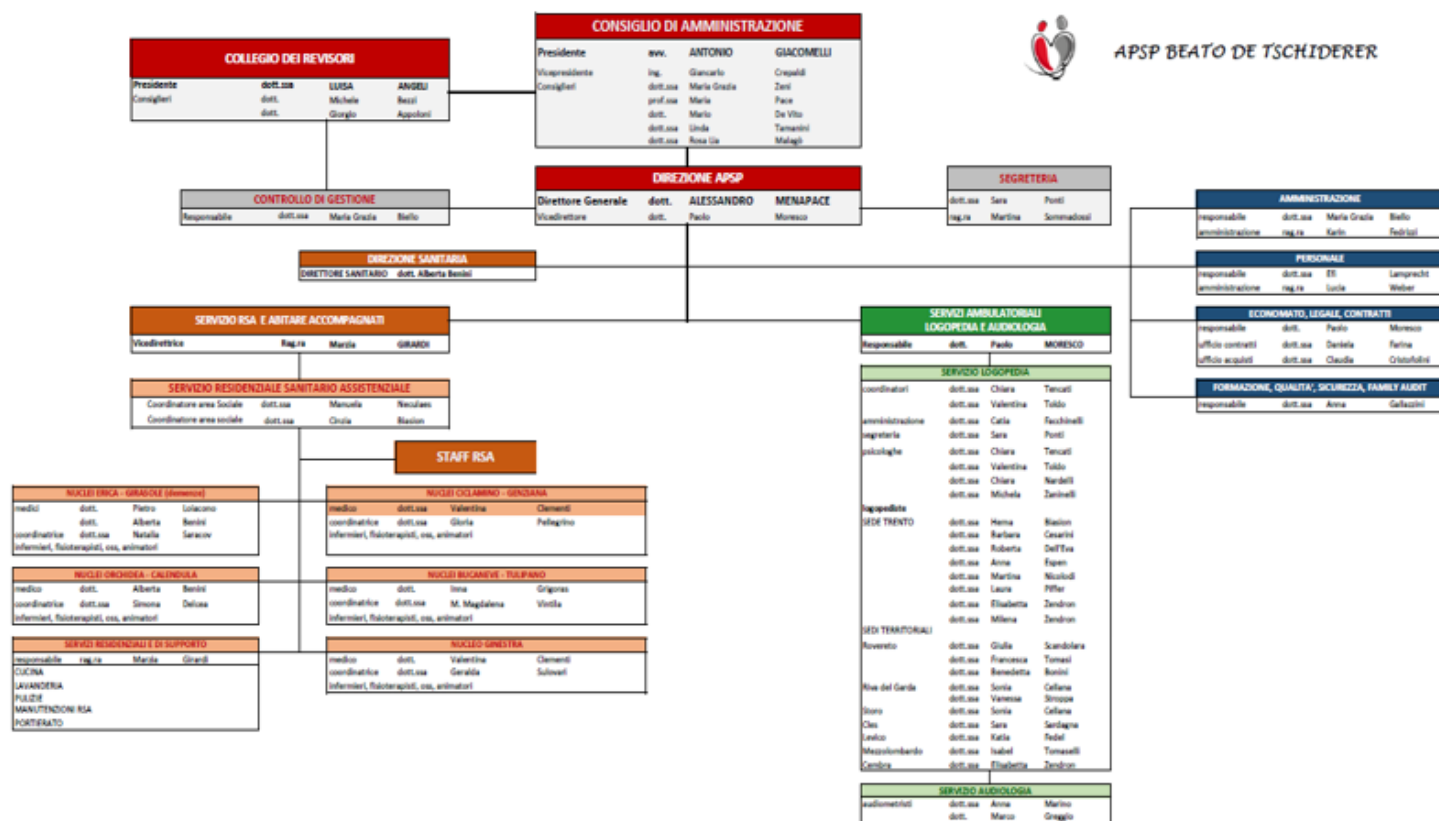 CONSIGLIO DI AMMINISTRAZIONE
Presidente avv. ANTONIO GIACOMELLI
Vicepresidente ing. Giancarlo Crepaldi
Consiglieri dott.ssa Maria Grazia Zeni
prof.ssa Maria Pace
dott. Mario De Vito
dott.ssa Linda Tamanini
dott.ssa Rosa Lia Malagò
APSP BEATO DE TSCHIDERER
COLLEGIO DEI REVISORI
Presidente dott.ssa LUISA ANGELI
Consiglieri dott. Michele Bezzi
dott. Giorgio Appoloni
DIREZIONE APSP
Direttore Generale dott. ALESSANDRO MENAPACE
Vicedirettore dott. Paolo Moresco
CONTROLLO DI GESTIONE
Responsabile dott.ssa Maria Grazia Biello
SEGRETERIA
dott.ssa Sara Ponti
rag.ra Martina Sommadossi
AMMINISTRAZIONE
responsabile dott.ssa Maria Grazia Biello
amministrazione rag.ra Karin Fedrizzi
PERSONALE
responsabile dott.ssa Efi Lamprecht
amministrazione rag.ra Lucia Weber
ECONOMATO, LEGALE, CONTRATTI
responsabile dott. Paolo Moresco
ufficio contratti dott.ssa Daniela Farina
ufficio acquisti dott.ssa Claudia Cristofolini
FORMAZIONE, QUALITA', SICUREZZA, FAMILY AUDIT
responsabile dott.ssa Anna Gallazzini
DIREZIONE SANITARIA
DIRETTORE SANITARIO dott. Alberta Benini
SERVIZIO RSA E ABITARE ACCOMPAGNATI
Vicedirettrice Rag.ra Marzia GIRARDI
SERVIZIO RESIDENZIALE SANITARIO ASSISTENZIALE
Coordinatore area Sociale dott.ssa Manuela Neculaes
Coordinatore area sociale dott.ssa Cinzia Biasion
STAFF RSA
NUCLEI ERICA - GIRASOLE (demenze)
medici dott. Pietro Loiacono
dott. Alberta Benini
coordinatrice dott.ssa Natalia Saracov
infermieri, fisioterapisti, oss, animatori
NUCLEI CICLAMINO - GENZIANA
medico dott.ssa Valentina Clementi
coordinatrice dott.ssa Gloria Pellegrino
infermieri, fisioterapisti, oss, animatori
NUCLEI ORCHIDEA - CALENDULA
medico dott. Alberta Benini
coordinatrice dott.ssa Simona Delcea
infermieri, fisioterapisti, oss, animatori
NUCLEI BUCANEVE - TULIPANO
medico dott. Inna Grigoras
coordinatrice dott.ssa M. Magdalena Vintila
infermieri, fisioterapisti, oss, animatori
SERVIZI RESIDENZIALI E DI SUPPORTO
responsabile rag.ra Marzia Girardi
CUCINA
LAVANDERIA
PULIZIE
MANUTENZIONI RSA
PORTIERATO
NUCLEO GINESTRA
medico dott. Valentina Clementi
coordinatrice dott.ssa Geralda Sulovari
infermieri, fisioterapisti, oss, animatori
SERVIZI AMBULATORIALI
LOGOPEDIA E AUDIOLOGIA
Responsabile dott. Paolo MORESCO
SERVIZIO LOGOPEDIA
coordinatori dott.ssa Chiara Tencati
dott.ssa Valentina Toldo
amministrazione dott.ssa Catia Facchinelli
segreteria dott.ssa Sara Ponti
psicologhe dott.ssa Chiara Tencati
dott.ssa Valentina Toldo
dott.ssa Chiara Nardelli
dott.ssa Michela Zaninelli
logopediste
SEDE TRENTO dott.ssa Hema Biasion
dott.ssa Barbara Cesarini
dott.ssa Roberta Dell'Eva
dott.ssa Anna Espen
dott.ssa Martina Nicolodi
dott.ssa Laura Piffer
dott.ssa Elisabetta Zendron
dott.ssa Milena Zendron
SEDI TERRITORIALI
Rovereto dott.ssa Giulia Scandolara
dott.ssa Francesca Tomasi
dott.ssa Benedetta Bonini
Riva del Garda dott.ssa Sonia Cellana
dott.ssa Vanessa Stroppa
Storo dott.ssa Sonia Cellana
Cles dott.ssa Sara Sardagna
Levico dott.ssa Katia Fedel
Mezzolombardo dott.ssa Isabel Tomaselli
Cembra dott.ssa Elisabetta Zendron
SERVIZIO AUDIOLOGIA
audiometristi dott.ssa Anna Marino
dott. Marco Greggio